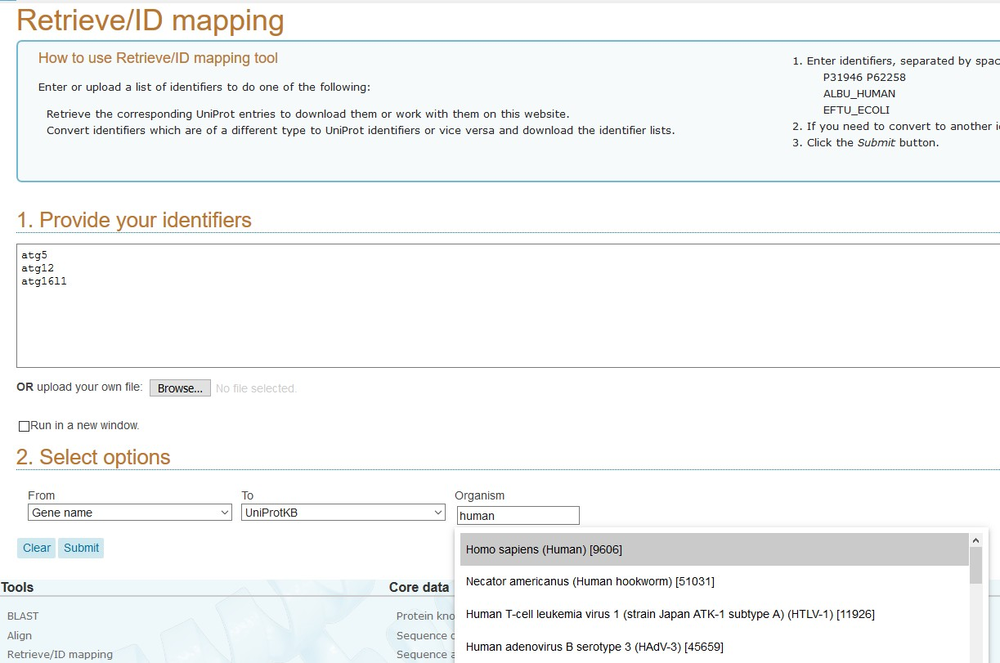 Retrieve/ID mapping
How to use Retrieve/ID mapping tool
Enter or upload a list of identifiers to do one of the following:
Retrieve the corresponding UniProt entries to download them or work with them on this website.
Convert identifiers which are of a different type to UniProt identifiers or vice versa and download the identifier lists.
1. Enter identifiers, separated by spac
P31946 P62258
ALBU_HUMAN
EFTU_ECOLI
2. If you need to convert to another i
3. Click the Submit button.
1. Provide your identifiers
atg5
atg12
atg16l1
OR upload your own file: Browse... No file selected.
Run in a new window.
2. Select options
From To Organism
Gene name UniProtKB human
Clear Submit
Homo sapiens (Human) [9606]
Necator americanus (Human hookworm) [51031]
Human T-cell leukemia virus 1 (strain Japan ATK-1 subtype A) (HTLV-1) [11926]
Human adenovirus B serotype 3 (HAdV-3) [45659]
Tools
BLAST
Align
Retrieve/ID mapping
Core data
Protein kno
Sequence c
Sequence a